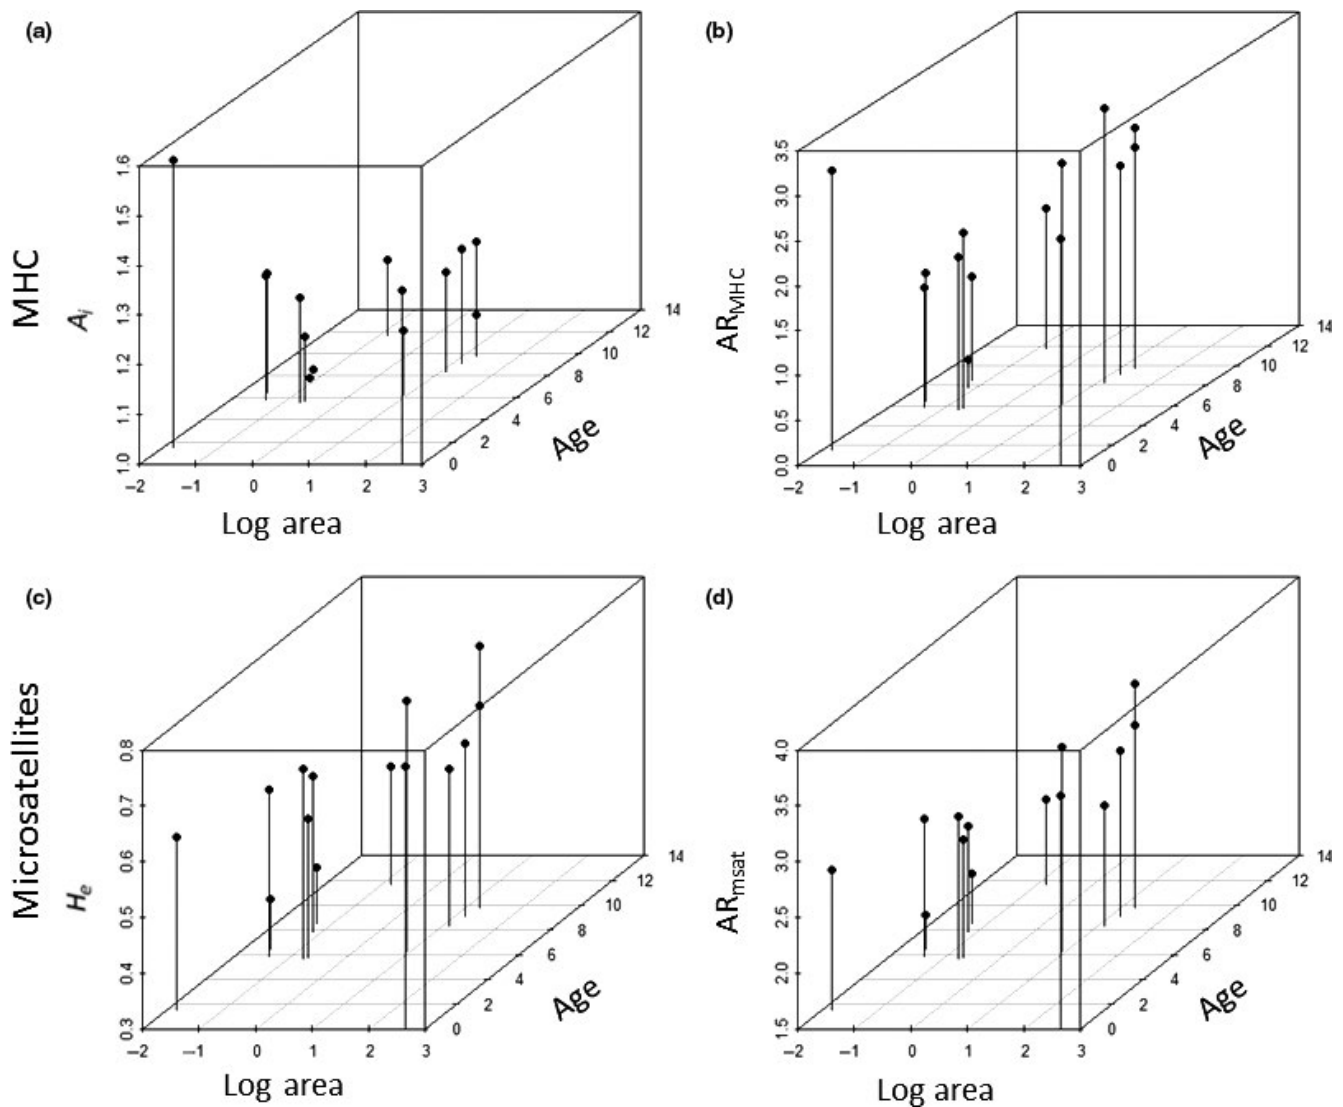 (a)
MHC
A_i
1.0 1.1 1.2 1.3 1.4 1.5 1.6
–2 –1 0 1 2 3
Log area
0 2 4 6 8 10 12 14
Age
(b)
AR_MHC
0.0 0.5 1.0 1.5 2.0 2.5 3.0 3.5
–2 –1 0 1 2 3
Log area
0 2 4 6 8 10 12 14
Age
(c)
Microsatellites
H_e
0.3 0.4 0.5 0.6 0.7 0.8
–2 –1 0 1 2 3
Log area
0 2 4 6 8 10 12 14
Age
(d)
AR_msat
1.5 2.0 2.5 3.0 3.5 4.0
–2 –1 0 1 2 3
Log area
0 2 4 6 8 10 12 14
Age